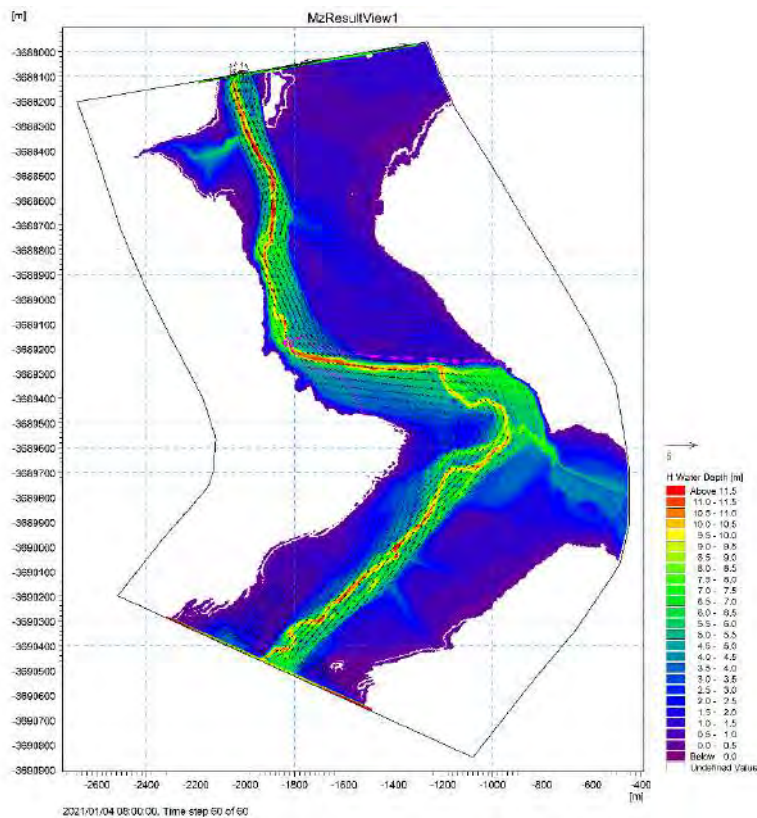 [m]
MzResultView1
-3688000
-3688100
-3688200
-3688300
-3688400
-3688500
-3688600
-3688700
-3688800
-3688900
-3689000
-3689100
-3689200
-3689300
-3689400
-3689500
-3689600
-3689700
-3689800
-3689900
-3690000
-3690100
-3690200
-3690300
-3690400
-3690500
-3690600
-3690700
-3690800
-3690900
-2600 -2400 -2200 -2000 -1800 -1600 -1400 -1200 -1000 -800 -600 -400
[m]
2021/01/04 08:00:00, Time step 60 of 60
H Water Depth [m]
Above 11.5
11.0 - 11.5
10.5 - 11.0
10.0 - 10.5
9.5 - 10.0
9.0 - 9.5
8.5 - 9.0
8.0 - 8.5
7.5 - 8.0
7.0 - 7.5
6.5 - 7.0
6.0 - 6.5
5.5 - 6.0
5.0 - 5.5
4.5 - 5.0
4.0 - 4.5
3.5 - 4.0
3.0 - 3.5
2.5 - 3.0
2.0 - 2.5
1.5 - 2.0
1.0 - 1.5
0.5 - 1.0
0.0 - 0.5
Below 0.0
Undefined Value